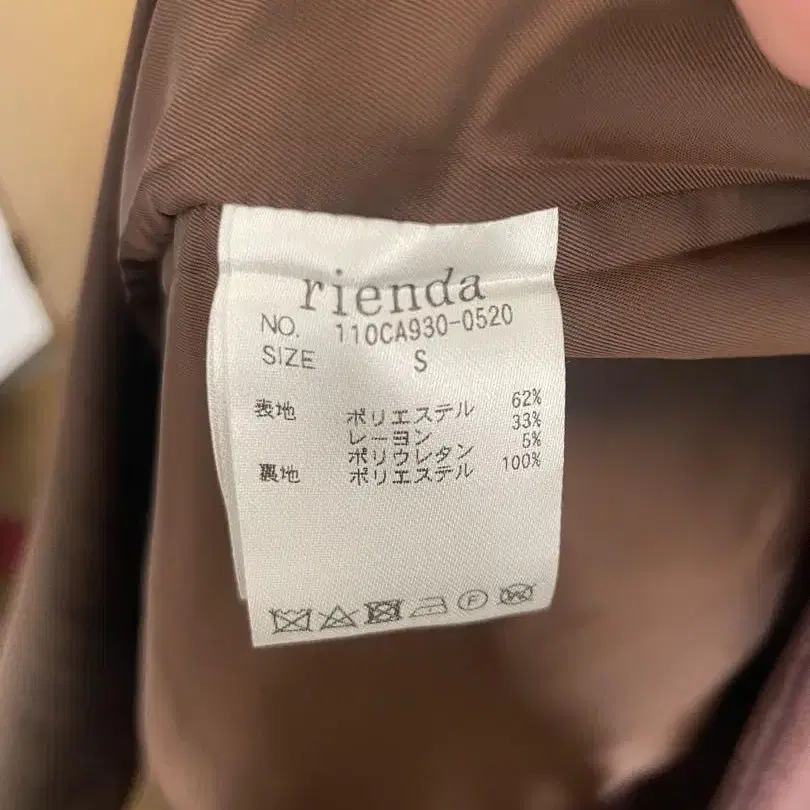 rienda
NO. 110CA930-0520
SIZE S
表地 ポリエステル 62%
レーヨン 33%
ポリウレタン 5%
裏地 ポリエステル 100%
F
W